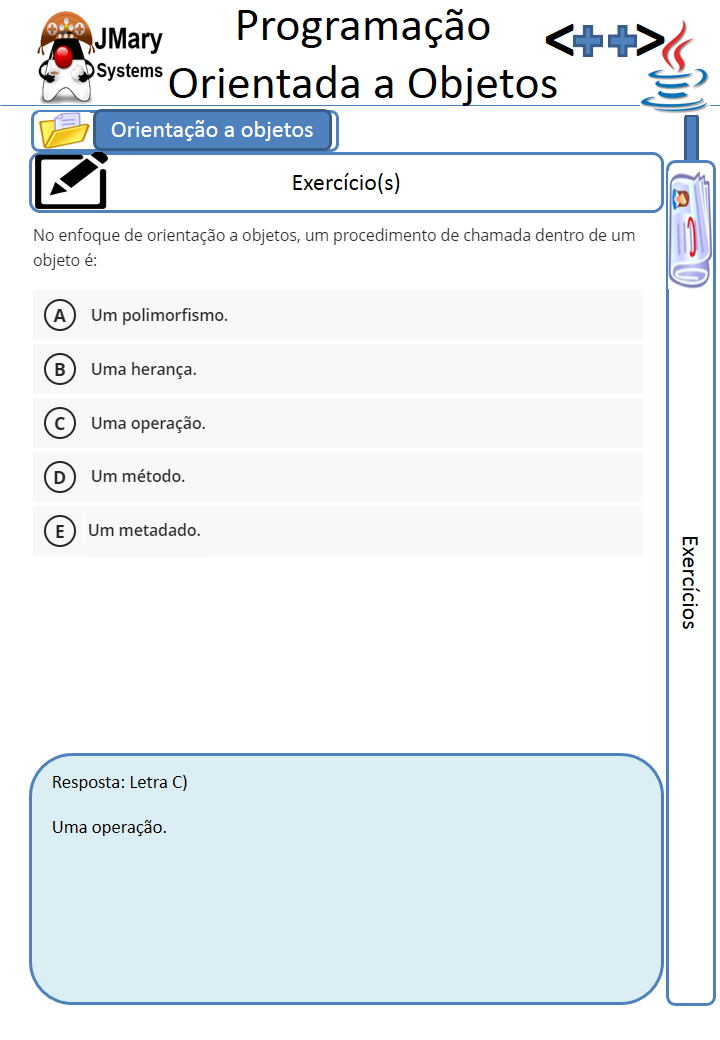 JMary
Systems
Programação
Orientada a Objetos
<++>
Orientação a objetos
Exercício(s)
No enfoque de orientação a objetos, um procedimento de chamada dentro de um
objeto é:
A Um polimorfismo.
B Uma herança.
C Uma operação.
D Um método.
E Um metadado.
Exercícios
Resposta: Letra C)
Uma operação.